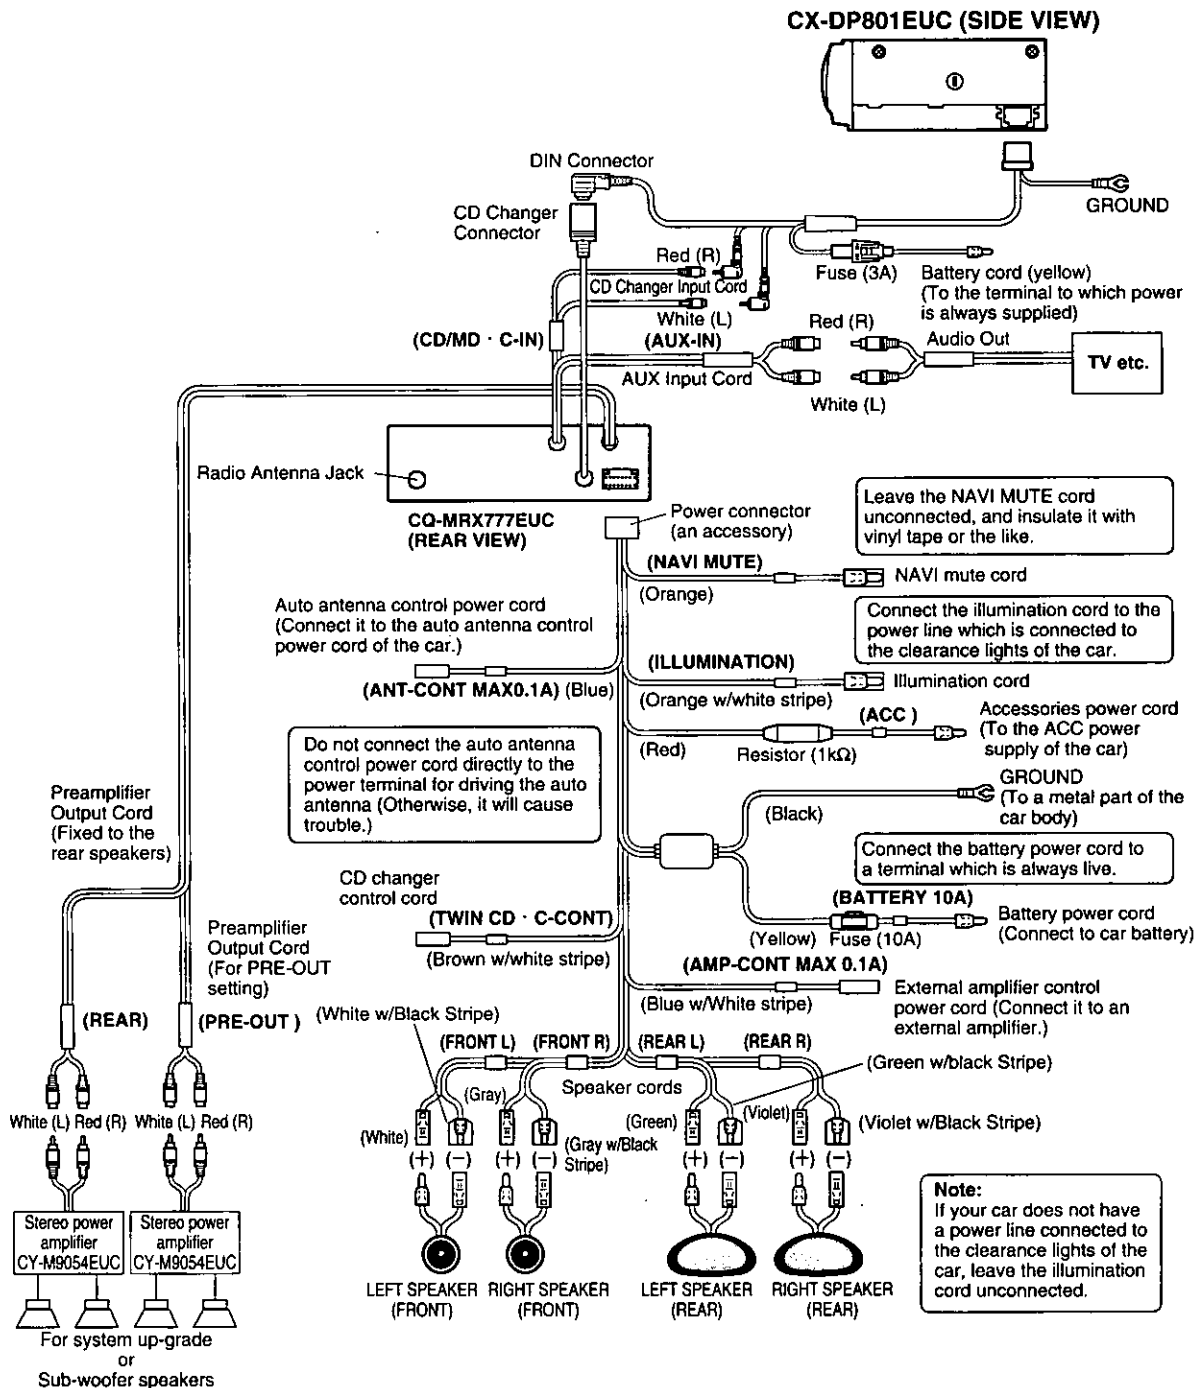 CX-DP801EUC (SIDE VIEW)
DIN Connector
CD Changer
Connector
GROUND
Red (R)
CD Changer Input Cord
White (L)
Fuse (3A)
Battery cord (yellow)
(To the terminal to which power
is always supplied)
(CD/MD · C-IN)
(AUX-IN)
AUX Input Cord
Red (R)
Audio Out
White (L)
TV etc.
Radio Antenna Jack
CQ-MRX777EUC
(REAR VIEW)
Power connector
(an accessory)
Leave the NAVI MUTE cord
unconnected, and insulate it with
vinyl tape or the like.
(NAVI MUTE)
(Orange)
NAVI mute cord
Auto antenna control power cord
(Connect it to the auto antenna control
power cord of the car.)
(ANT-CONT MAX0.1A) (Blue)
Connect the illumination cord to the
power line which is connected to
the clearance lights of the car.
(ILLUMINATION)
(Orange w/white stripe)
Illumination cord
(Red)
Resistor (1kΩ)
(ACC )
Accessories power cord
(To the ACC power
supply of the car)
Do not connect the auto antenna
control power cord directly to the
power terminal for driving the auto
antenna (Otherwise, it will cause
trouble.)
(Black)
GROUND
(To a metal part of the
car body)
Connect the battery power cord to
a terminal which is always live.
(BATTERY 10A)
(Yellow)
Fuse (10A)
Battery power cord
(Connect to car battery)
Preamplifier
Output Cord
(Fixed to the
rear speakers)
CD changer
control cord
(TWIN CD · C-CONT)
(Brown w/white stripe)
Preamplifier
Output Cord
(For PRE-OUT
setting)
(AMP-CONT MAX 0.1A)
(Blue w/White stripe)
External amplifier control
power cord (Connect it to an
external amplifier.)
(REAR)
(PRE-OUT )
(White w/Black Stripe)
(FRONT L)
(FRONT R)
(REAR L)
(REAR R)
(Green w/black Stripe)
Speaker cords
(Gray)
(White)
(Gray w/Black
Stripe)
(Green)
(Violet)
(Violet w/Black Stripe)
(+)
(−)
(+)
(−)
(+)
(−)
(+)
(−)
White (L) Red (R)
White (L) Red (R)
Stereo power
amplifier
CY-M9054EUC
Stereo power
amplifier
CY-M9054EUC
LEFT SPEAKER
(FRONT)
RIGHT SPEAKER
(FRONT)
LEFT SPEAKER
(REAR)
RIGHT SPEAKER
(REAR)
Note:
If your car does not have
a power line connected to
the clearance lights of the
car, leave the illumination
cord unconnected.
For system up-grade
or
Sub-woofer speakers